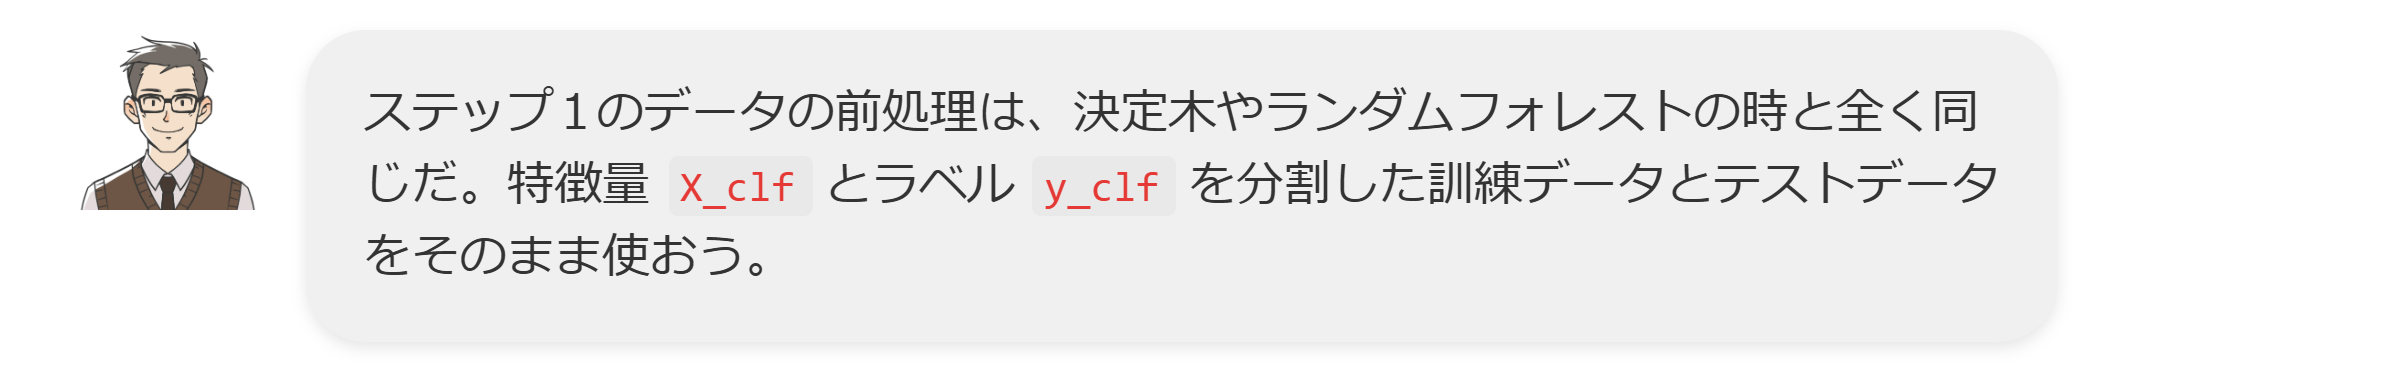 ステップ１のデータの前処理は、決定木やランダムフォレストの時と全く同
じだ。特徴量 X_clf とラベル y_clf を分割した訓練データとテストデータ
をそのまま使おう。